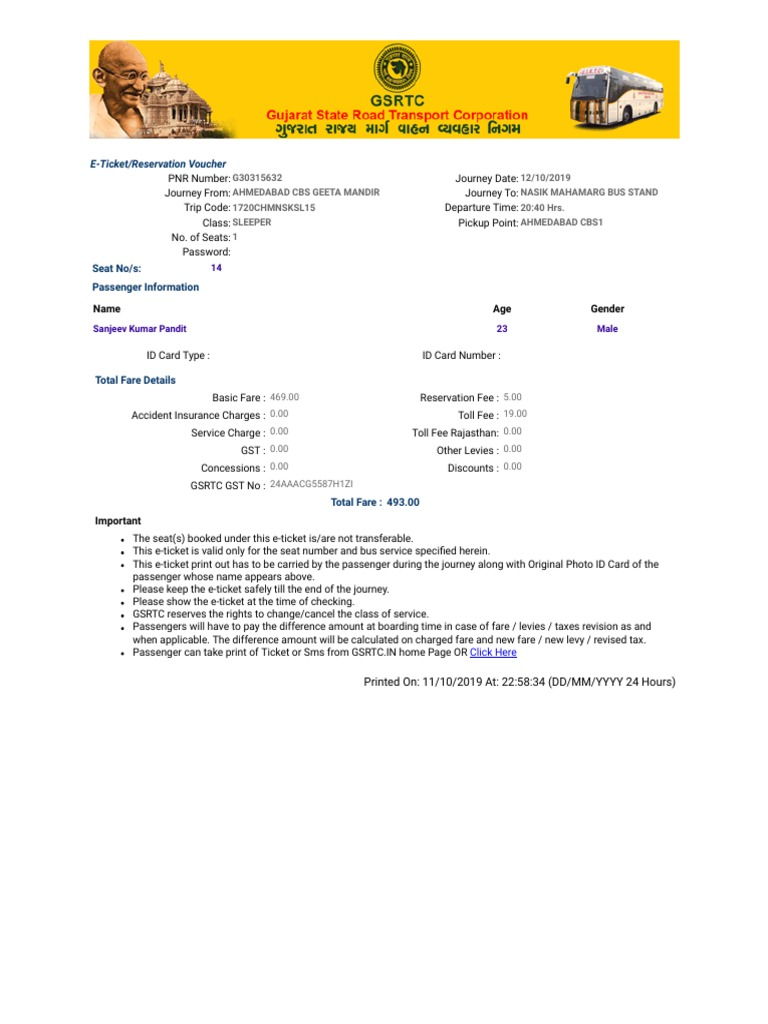 GSRTC
Gujarat State Road Transport Corporation
ગુજરાત રાજ્ય માર્ગ વાહન વ્યવહાર નિગમ
E-Ticket/Reservation Voucher
PNR Number: G30315632 Journey Date: 12/10/2019
Journey From: AHMEDABAD CBS GEETA MANDIR Journey To: NASIK MAHAMARG BUS STAND
Trip Code: 1720CHMNSKSL15 Departure Time: 20:40 Hrs.
Class: SLEEPER Pickup Point: AHMEDABAD CBS1
No. of Seats: 1
Password:
Seat No/s: 14
Passenger Information
Name Age Gender
Sanjeev Kumar Pandit 23 Male
ID Card Type : ID Card Number :
Total Fare Details
Basic Fare : 469.00 Reservation Fee : 5.00
Accident Insurance Charges : 0.00 Toll Fee : 19.00
Service Charge : 0.00 Toll Fee Rajasthan: 0.00
GST : 0.00 Other Levies : 0.00
Concessions : 0.00 Discounts : 0.00
GSRTC GST No : 24AAACG5587H1ZI
Total Fare : 493.00
Important
• The seat(s) booked under this e-ticket is/are not transferable.
• This e-ticket is valid only for the seat number and bus service specified herein.
• This e-ticket print out has to be carried by the passenger during the journey along with Original Photo ID Card of the
passenger whose name appears above.
• Please keep the e-ticket safely till the end of the journey.
• Please show the e-ticket at the time of checking.
• GSRTC reserves the rights to change/cancel the class of service.
• Passengers will have to pay the difference amount at boarding time in case of fare / levies / taxes revision as and
when applicable. The difference amount will be calculated on charged fare and new fare / new levy / revised tax.
• Passenger can take print of Ticket or Sms from GSRTC.IN home Page OR Click Here
Printed On: 11/10/2019 At: 22:58:34 (DD/MM/YYYY 24 Hours)